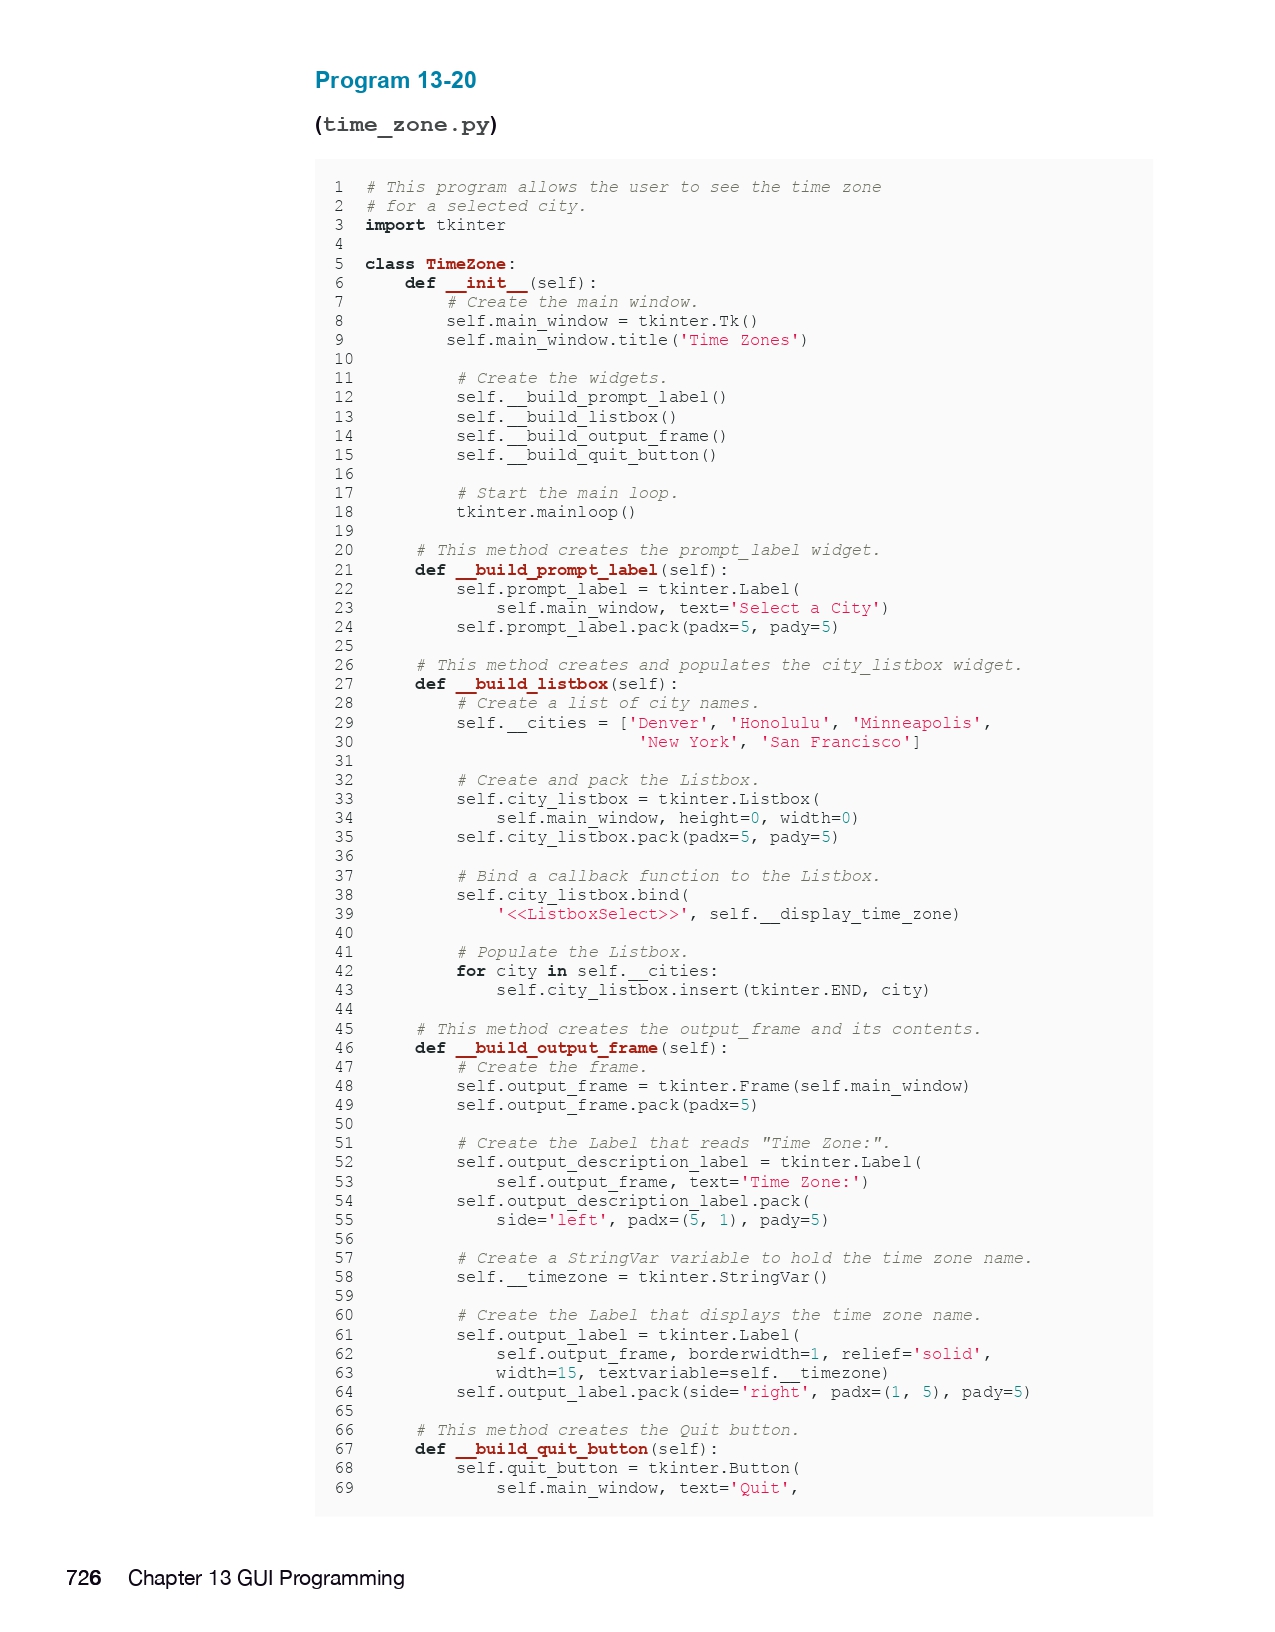 Program 13-20
(time_zone.py)
1 # This program allows the user to see the time zone
2 # for a selected city.
3 import tkinter
4
5 class TimeZone:
6     def __init__(self):
7         # Create the main window.
8         self.main_window = tkinter.Tk()
9         self.main_window.title('Time Zones')
10
11         # Create the widgets.
12         self.__build_prompt_label()
13         self.__build_listbox()
14         self.__build_output_frame()
15         self.__build_quit_button()
16
17         # Start the main loop.
18         tkinter.mainloop()
19
20     # This method creates the prompt_label widget.
21     def __build_prompt_label(self):
22         self.prompt_label = tkinter.Label(
23             self.main_window, text='Select a City')
24         self.prompt_label.pack(padx=5, pady=5)
25
26     # This method creates and populates the city_listbox widget.
27     def __build_listbox(self):
28         # Create a list of city names.
29         self.__cities = ['Denver', 'Honolulu', 'Minneapolis',
30                          'New York', 'San Francisco']
31
32         # Create and pack the Listbox.
33         self.city_listbox = tkinter.Listbox(
34             self.main_window, height=0, width=0)
35         self.city_listbox.pack(padx=5, pady=5)
36
37         # Bind a callback function to the Listbox.
38         self.city_listbox.bind(
39             '<<ListboxSelect>>', self.__display_time_zone)
40
41         # Populate the Listbox.
42         for city in self.__cities:
43             self.city_listbox.insert(tkinter.END, city)
44
45     # This method creates the output_frame and its contents.
46     def __build_output_frame(self):
47         # Create the frame.
48         self.output_frame = tkinter.Frame(self.main_window)
49         self.output_frame.pack(padx=5)
50
51         # Create the Label that reads "Time Zone:".
52         self.output_description_label = tkinter.Label(
53             self.output_frame, text='Time Zone:')
54         self.output_description_label.pack(
55             side='left', padx=(5, 1), pady=5)
56
57         # Create a StringVar variable to hold the time zone name.
58         self.__timezone = tkinter.StringVar()
59
60         # Create the Label that displays the time zone name.
61         self.output_label = tkinter.Label(
62             self.output_frame, borderwidth=1, relief='solid',
63             width=15, textvariable=self.__timezone)
64         self.output_label.pack(side='right', padx=(1, 5), pady=5)
65
66     # This method creates the Quit button.
67     def __build_quit_button(self):
68         self.quit_button = tkinter.Button(
69             self.main_window, text='Quit',
726 Chapter 13 GUI Programming